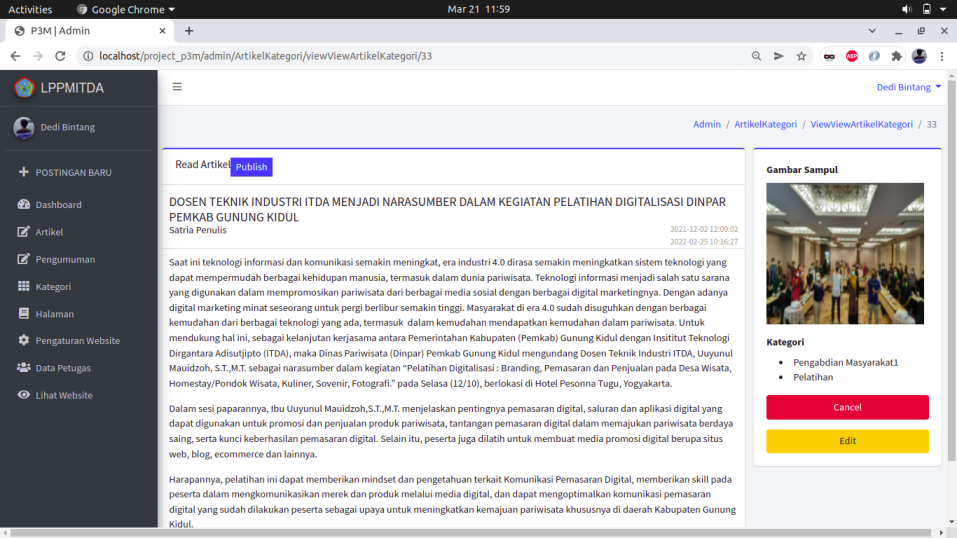 Activities
Google Chrome
Mar 21 11:59
P3M | Admin
localhost/project_p3m/admin/ArtikelKategori/viewViewArtikelKategori/33
ABP
LPPMITDA
Dedi Bintang
Dedi Bintang
Admin / ArtikelKategori / ViewViewArtikelKategori / 33
POSTINGAN BARU
Dashboard
Artikel
Pengumuman
Kategori
Halaman
Pengaturan Website
Data Petugas
Lihat Website
Read Artikel
Publish
DOSEN TEKNIK INDUSTRI ITDA MENJADI NARASUMBER DALAM KEGIATAN PELATIHAN DIGITALISASI DINPAR
PEMKAB GUNUNG KIDUL
Satria Penulis
2021-12-02 12:09:02
2022-02-25 10:16:27
Saat ini teknologi informasi dan komunikasi semakin meningkat, era industri 4.0 dirasa semakin meningkatkan sistem teknologi yang
dapat mempermudah berbagai kehidupan manusia, termasuk dalam dunia pariwisata. Teknologi informasi menjadi salah satu sarana
yang digunakan dalam mempromosikan pariwisata dari berbagai media sosial dengan berbagai digital marketingnya. Dengan adanya
digital marketing minat seseorang untuk pergi berlibur semakin tinggi. Masyarakat di era 4.0 sudah disuguhkan dengan berbagai
kemudahan dari berbagai teknologi yang ada, termasuk dalam kemudahan mendapatkan kemudahan dalam pariwisata. Untuk
mendukung hal ini, sebagai kelanjutan kerjasama antara Pemerintahan Kabupaten (Pemkab) Gunung Kidul dengan Insititut Teknologi
Dirgantara Adisutjipto (ITDA), maka Dinas Pariwisata (Dinpar) Pemkab Gunung Kidul mengundang Dosen Teknik Industri ITDA, Uuyunul
Mauidzoh, S.T.,M.T. sebagai narasumber dalam kegiatan “Pelatihan Digitalisasi : Branding, Pemasaran dan Penjualan pada Desa Wisata,
Homestay/Pondok Wisata, Kuliner, Sovenir, Fotografi.” pada Selasa (12/10), berlokasi di Hotel Pesonna Tugu, Yogyakarta.
Dalam sesi paparannya, Ibu Uuyunul Mauidzoh,S.T.,M.T. menjelaskan pentingnya pemasaran digital, saluran dan aplikasi digital yang
dapat digunakan untuk promosi dan penjualan produk pariwisata, tantangan pemasaran digital dalam memajukan pariwisata berdaya
saing, serta kunci keberhasilan pemasaran digital. Selain itu, peserta juga dilatih untuk membuat media promosi digital berupa situs
web, blog, ecommerce dan lainnya.
Harapannya, pelatihan ini dapat memberikan mindset dan pengetahuan terkait Komunikasi Pemasaran Digital, memberikan skill pada
peserta dalam mengkomunikasikan merek dan produk melalui media digital, dan dapat mengoptimalkan komunikasi pemasaran
digital yang sudah dilakukan peserta sebagai upaya untuk meningkatkan kemajuan pariwisata khususnya di daerah Kabupaten Gunung
Kidul.
Gambar Sampul
Kategori
Pengabdian Masyarakat1
Pelatihan
Cancel
Edit